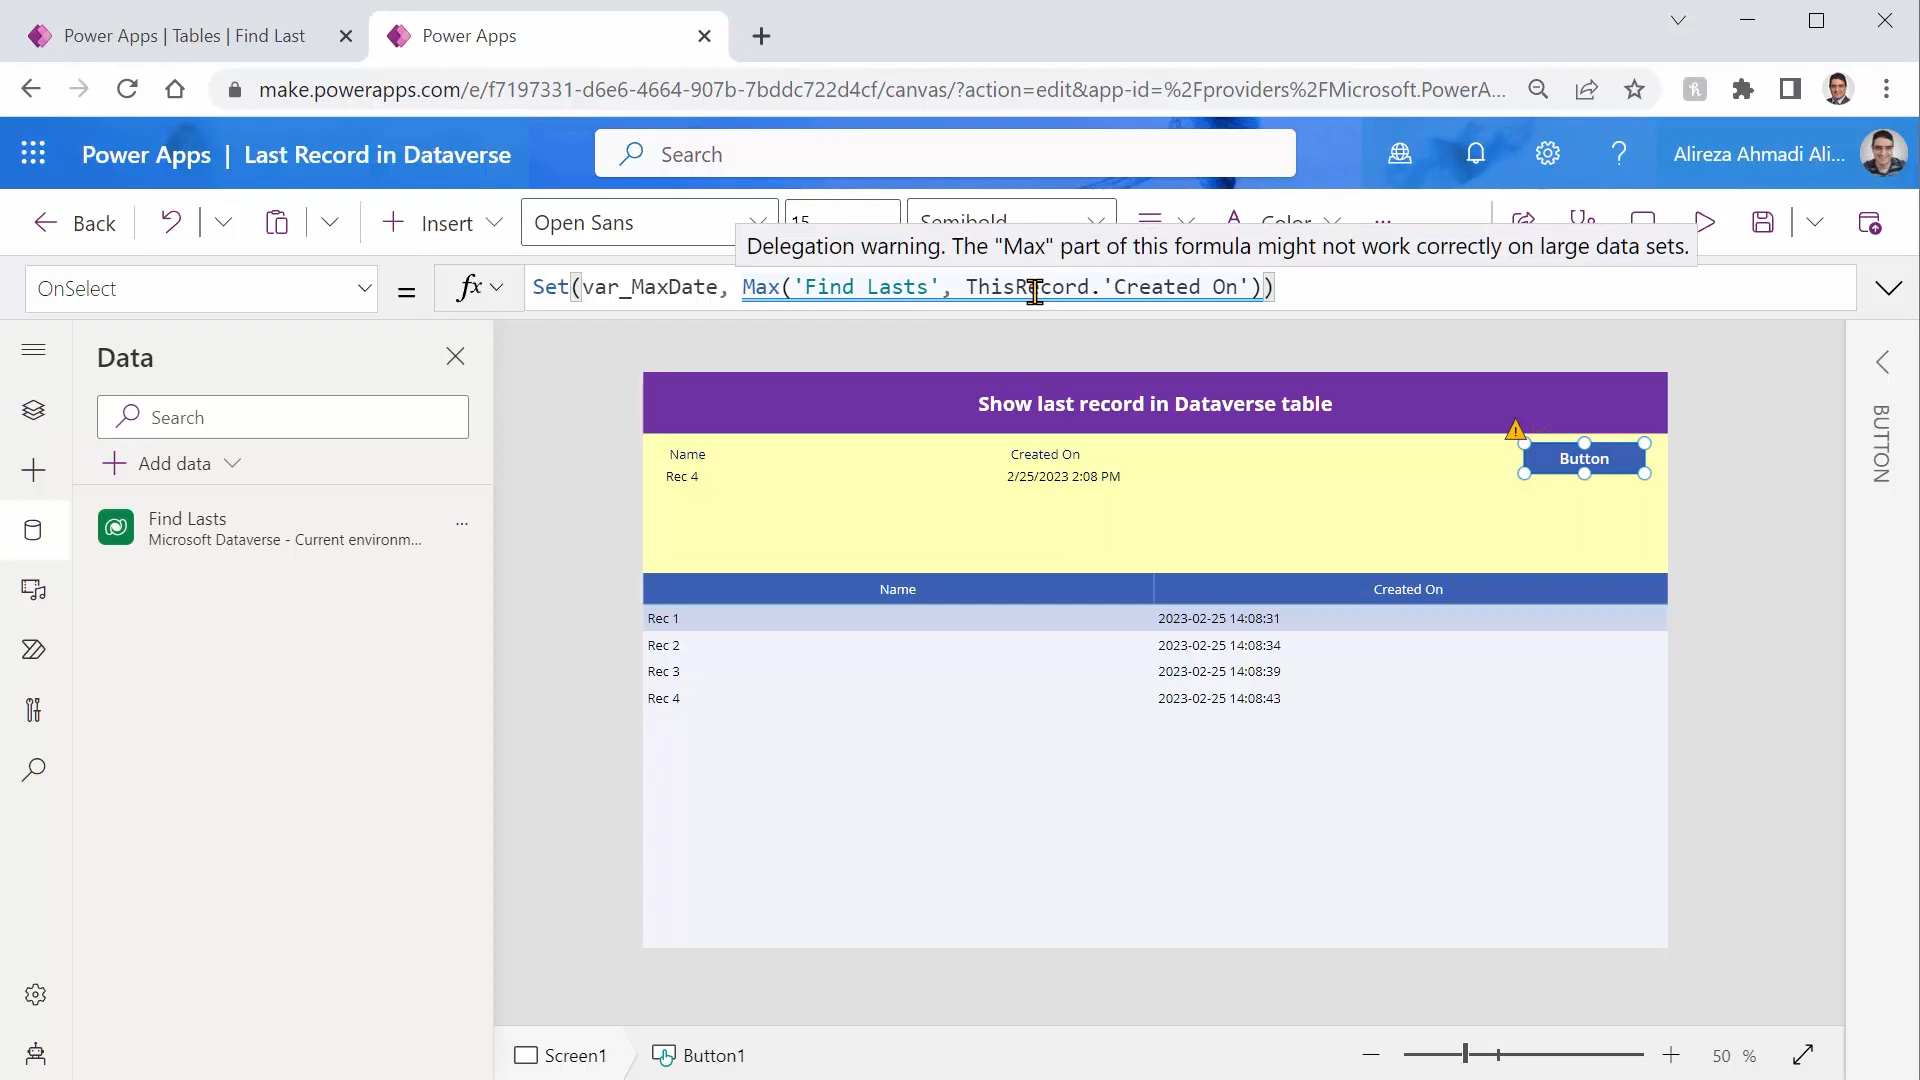 Power Apps | Tables | Find Last
Power Apps
make.powerapps.com/e/f7197331-d6e6-4664-907b-7bddc722d4cf/canvas/?action=edit&app-id=%2Fproviders%2FMicrosoft.PowerA...
Power Apps | Last Record in Dataverse
Search
Alireza Ahmadi Ali...
Back
Insert
Open Sans
15
Semibold
Color
Delegation warning. The "Max" part of this formula might not work correctly on large data sets.
OnSelect
=
fx
Set(var_MaxDate, Max('Find Lasts', ThisRecord.'Created On'))
Data
Search
Add data
Find Lasts
Microsoft Dataverse - Current environm...
Show last record in Dataverse table
Name Created On
Rec 4 2/25/2023 2:08 PM
Button
Name Created On
Rec 1 2023-02-25 14:08:31
Rec 2 2023-02-25 14:08:34
Rec 3 2023-02-25 14:08:39
Rec 4 2023-02-25 14:08:43
BUTTON
Screen1
Button1
50 %